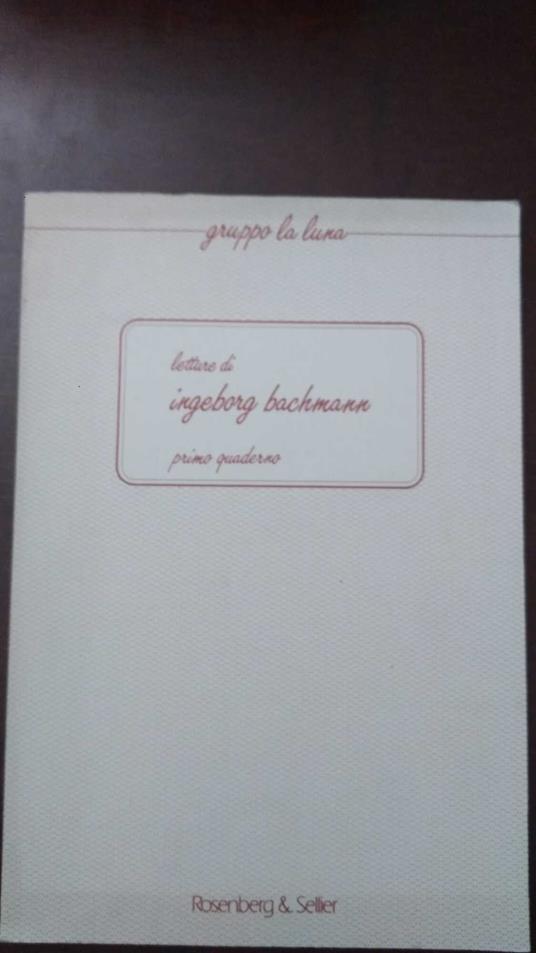 gruppo la luna
letture di
ingeborg bachmann
primo quaderno
Rosenberg & Sellier